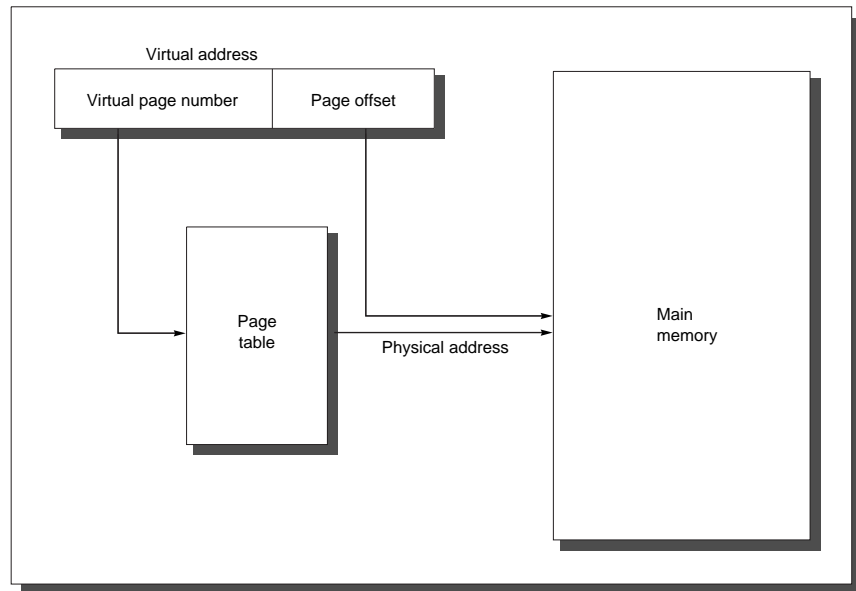 Virtual address
Virtual page number
Page offset
Page
table
Physical address
Main
memory